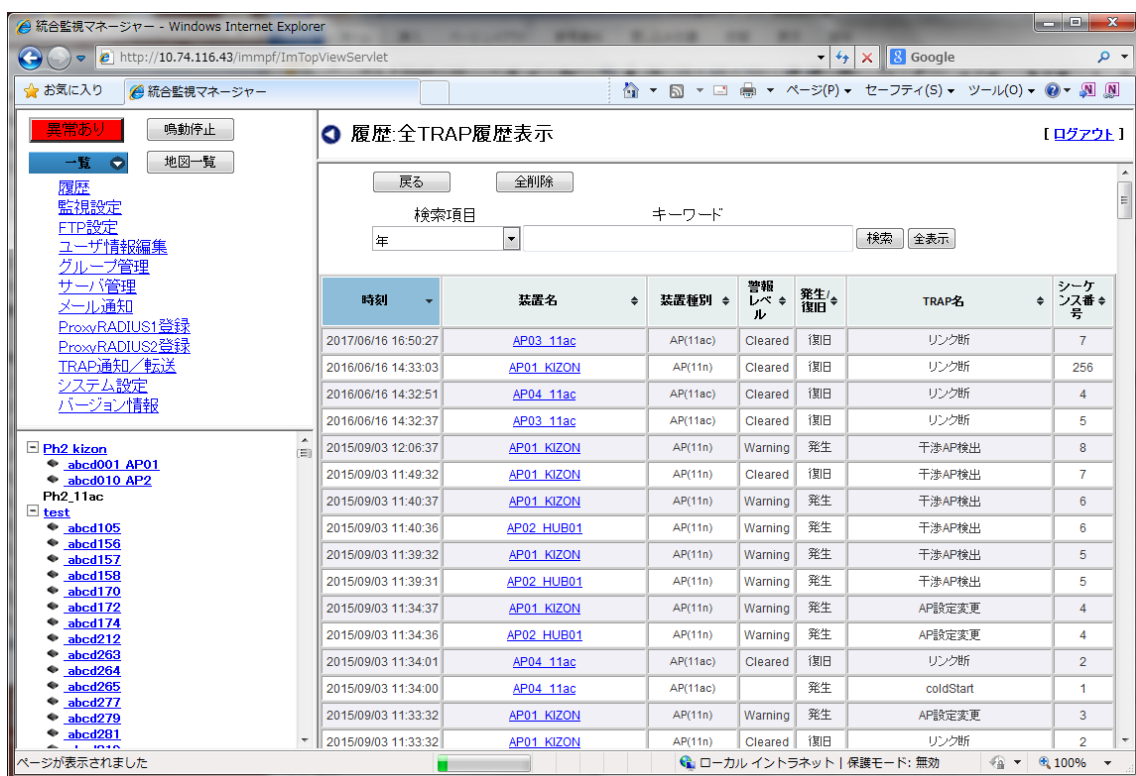 統合監視マネージャー - Windows Internet Explorer
http://10.74.116.43/immpf/ImTopViewServlet
Google
お気に入り 統合監視マネージャー
ページ(P) セーフティ(S) ツール(O)
異常あり 鳴動停止
一覧 地図一覧
履歴
監視設定
FTP設定
ユーザ情報編集
グループ管理
サーバ管理
メール通知
ProxyRADIUS1登録
ProxyRADIUS2登録
TRAP通知／転送
システム設定
バージョン情報
Ph2 kizon
abcd001 AP01
abcd010 AP2
Ph2_11ac
test
abcd105
abcd156
abcd157
abcd158
abcd170
abcd172
abcd174
abcd212
abcd263
abcd264
abcd265
abcd277
abcd279
abcd281
履歴:全TRAP履歴表示 [ ログアウト ]
戻る 全削除
検索項目 キーワード
年 検索 全表示
時刻 装置名 装置種別 警報レベル 発生/復旧 TRAP名 シーケンス番号
2017/06/16 16:50:27 AP03_11ac AP(11ac) Cleared 復旧 リンク断 7
2016/06/16 14:33:03 AP01_KIZON AP(11n) Cleared 復旧 リンク断 256
2016/06/16 14:32:51 AP04_11ac AP(11ac) Cleared 復旧 リンク断 4
2016/06/16 14:32:37 AP03_11ac AP(11ac) Cleared 復旧 リンク断 5
2015/09/03 12:06:37 AP01_KIZON AP(11n) Warning 発生 干渉AP検出 8
2015/09/03 11:49:32 AP01_KIZON AP(11n) Cleared 復旧 干渉AP検出 7
2015/09/03 11:40:37 AP01_KIZON AP(11n) Warning 発生 干渉AP検出 6
2015/09/03 11:40:36 AP02_HUB01 AP(11n) Warning 発生 干渉AP検出 6
2015/09/03 11:39:32 AP01_KIZON AP(11n) Warning 発生 干渉AP検出 5
2015/09/03 11:39:31 AP02_HUB01 AP(11n) Warning 発生 干渉AP検出 5
2015/09/03 11:34:37 AP01_KIZON AP(11n) Warning 発生 AP設定変更 4
2015/09/03 11:34:36 AP02_HUB01 AP(11n) Warning 発生 AP設定変更 4
2015/09/03 11:34:01 AP04_11ac AP(11ac) Cleared 復旧 リンク断 2
2015/09/03 11:34:00 AP04_11ac AP(11ac) 発生 coldStart 1
2015/09/03 11:33:32 AP01_KIZON AP(11n) Warning 発生 AP設定変更 3
2015/09/03 11:33:32 AP01_KIZON AP(11n) Cleared 復旧 リンク断 2
ページが表示されました ローカル イントラネット | 保護モード: 無効 100%